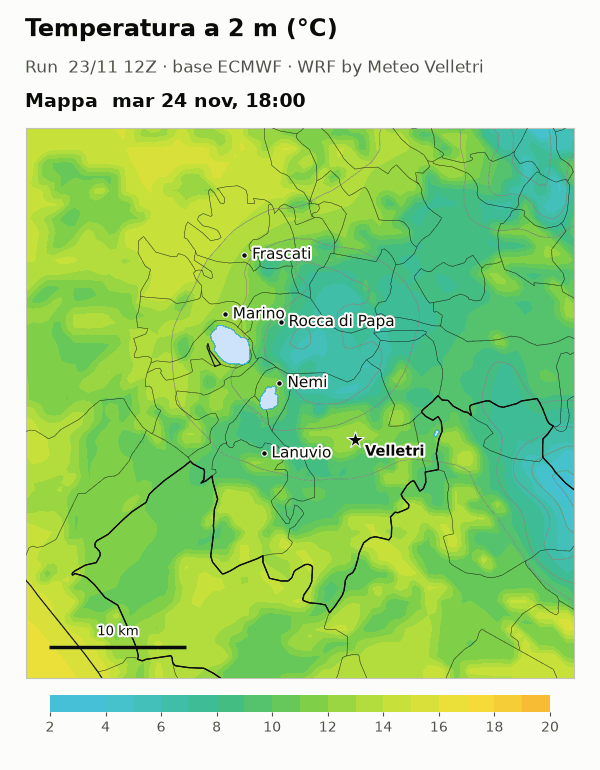 Temperatura a 2 m (°C)
Run  23/11 12Z · base ECMWF · WRF by Meteo Velletri
Mappa  mar 24 nov, 18:00
Frascati
Marino
Rocca di Papa
Nemi
Velletri
Lanuvio
10 km
2 4 6 8 10 12 14 16 18 20